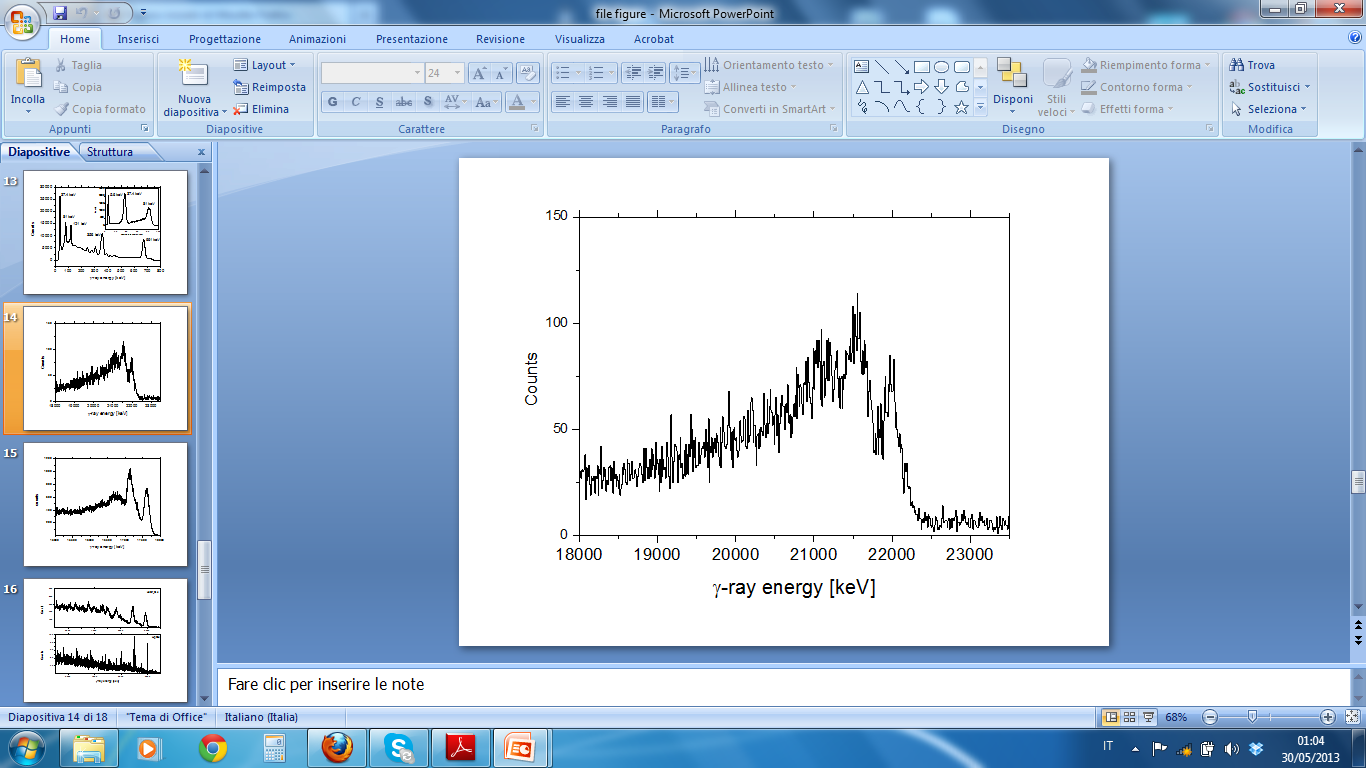 file figure - Microsoft PowerPoint
Home Inserisci Progettazione Animazioni Presentazione Revisione Visualizza Acrobat
Incolla
Taglia
Copia
Copia formato
Appunti
Nuova
diapositiva
Layout
Reimposta
Elimina
Diapositive
24
G C S abc S AV Aa A
Carattere
Orientamento testo
Allinea testo
Converti in SmartArt
Paragrafo
Disponi
Stili
veloci
Riempimento forma
Contorno forma
Effetti forma
Disegno
Trova
Sostituisci
Seleziona
Modifica
Diapositive Struttura x
13
14
15
16
150
100
50
0
Counts
18000 19000 20000 21000 22000 23000
γ-ray energy [keV]
Fare clic per inserire le note
Diapositiva 14 di 18 "Tema di Office" Italiano (Italia) 68%
IT
01:04
30/05/2013